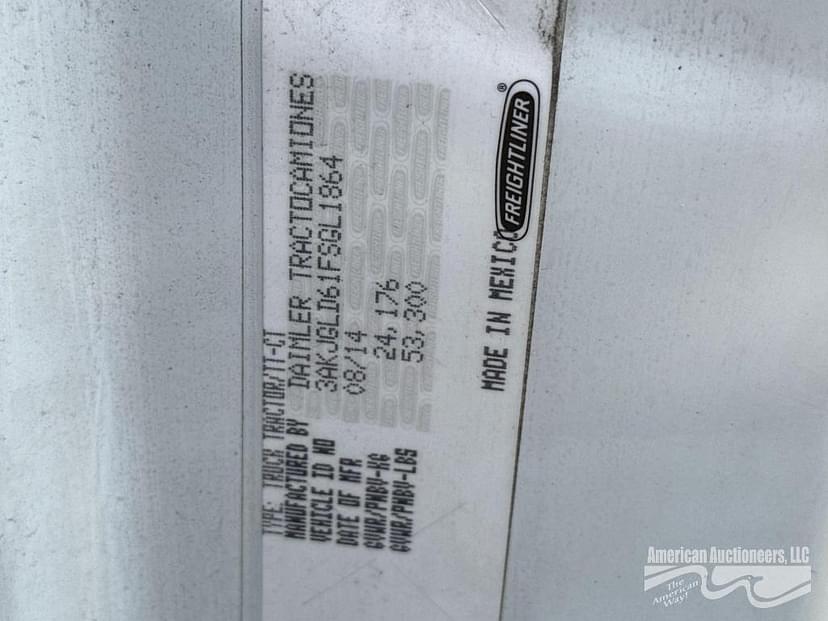 TYPE: TRUCK TRACTOR/TT-CT
MANUFACTURED BY DAIMLER TRACTOCAMIONES
VEHICLE ID NO 3AKJGLD61FSGL1864
DATE OF MFR 08/14
GVWR/PNBV-KG 24,176
GVWR/PNBV-LBS 53,300
MADE IN MEXICO
FREIGHTLINER®
American Auctioneers, LLC
The
American
Way!